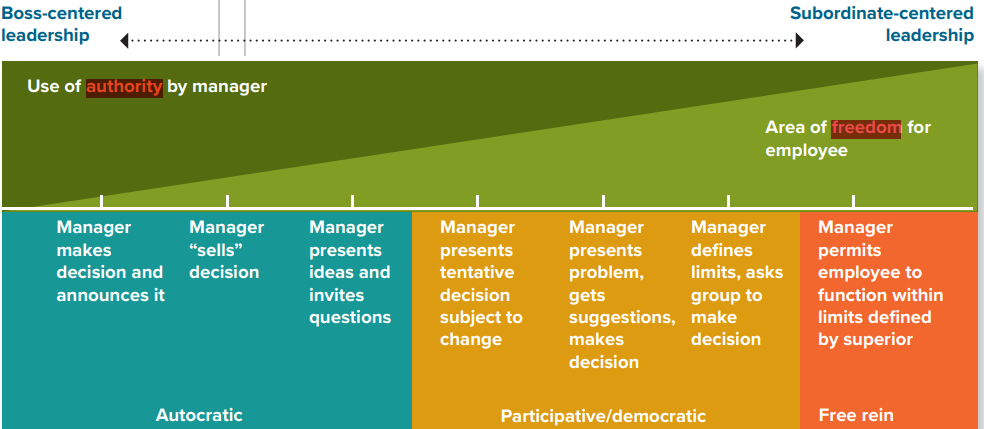 Boss-centered
leadership
Subordinate-centered
leadership
Use of authority by manager
Area of freedom for
employee
Manager
makes
decision and
announces it
Manager
“sells”
decision
Manager
presents
ideas and
invites
questions
Manager
presents
tentative
decision
subject to
change
Manager
presents
problem,
gets
suggestions,
makes
decision
Manager
defines
limits, asks
group to
make
decision
Manager
permits
employee to
function within
limits defined
by superior
Autocratic
Participative/democratic
Free rein